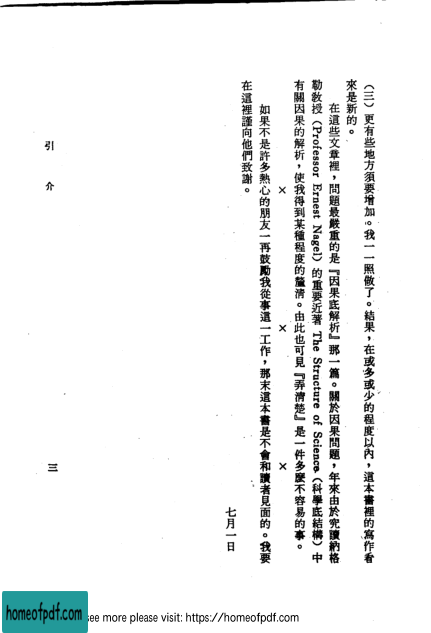 (三) 更有些地方須要增加。我一一照做了。結果，在或多或少的程度以內，這本書裡的寫作看
來是新的。
在這些文章裡，問題最嚴重的是『因果底解析』那一篇。關於因果問題，年來由於究讀納格
勒教授 (Professor Ernest Nagel) 的重要近著 The Structure of Science (科學底結構) 中
有關因果的解析，使我得到某種程度的釐清。由此也可見『弄清楚』是一件多麼不容易的事。
× × ×
如果不是許多熱心的朋友一再鼓勵我從事這一工作，那末這本書是不會和讀者見面的。我要
在這裡謹向他們致謝。
七月一日
引介
三
homeofpdf.com
see more please visit: https://homeofpdf.com